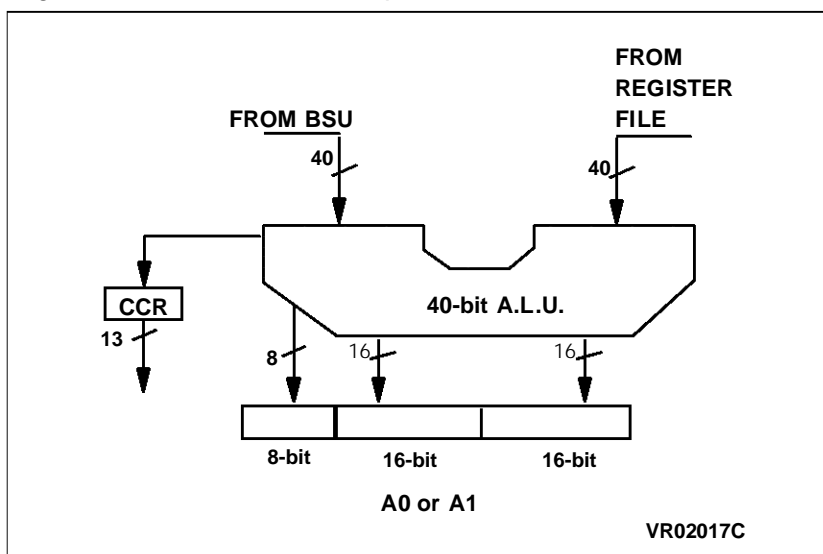 FROM
REGISTER
FILE
FROM BSU
40
40
CCR
40-bit A.L.U.
13
8
16
16
8-bit
16-bit
16-bit
A0 or A1
VR02017C